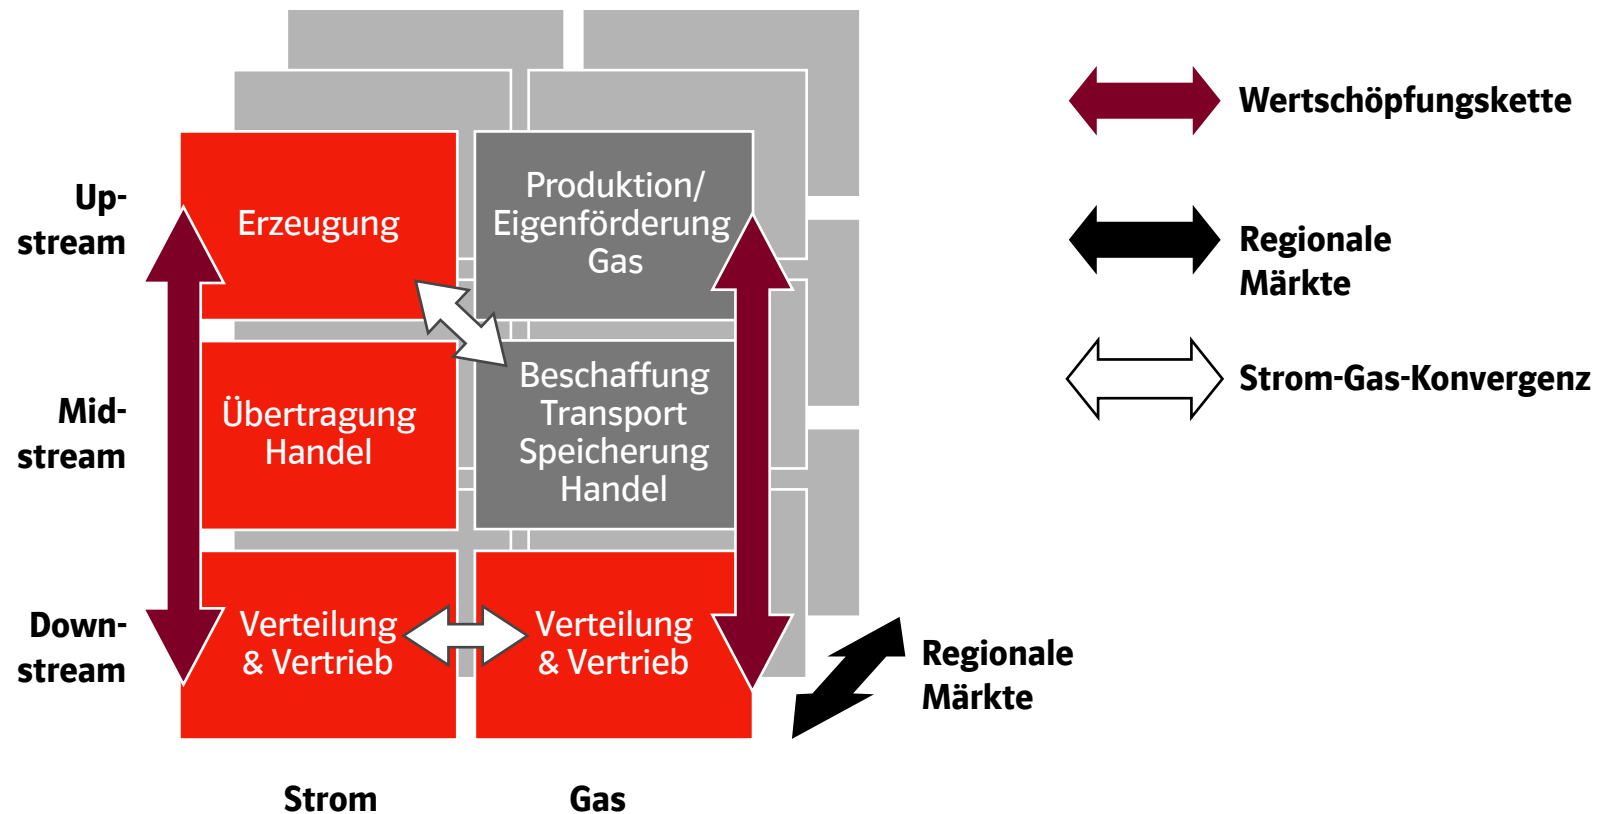 Up-
stream
Erzeugung
Produktion/
Eigenförderung
Gas
Mid-
stream
Übertragung
Handel
Beschaffung
Transport
Speicherung
Handel
Down-
stream
Verteilung
& Vertrieb
Verteilung
& Vertrieb
Regionale
Märkte
Strom
Gas
Wertschöpfungskette
Regionale
Märkte
Strom-Gas-Konvergenz